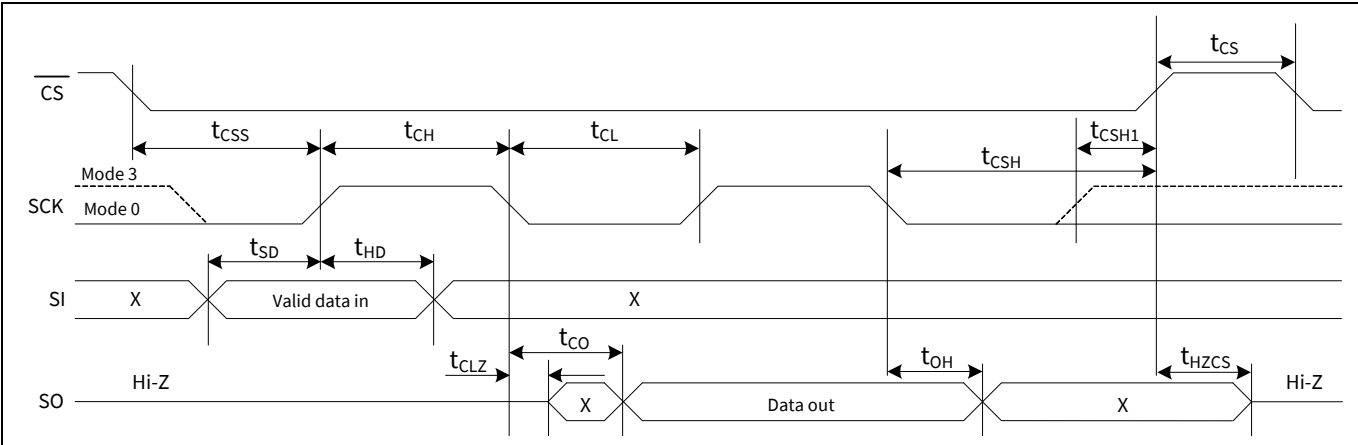 tCS
CS
tCSS
tCH
tCL
tCSH1
tCSH
Mode 3
SCK
Mode 0
tSD
tHD
SI
X
Valid data in
X
tCO
tCLZ
tOH
tHZCS
Hi-Z
Hi-Z
SO
X
Data out
X